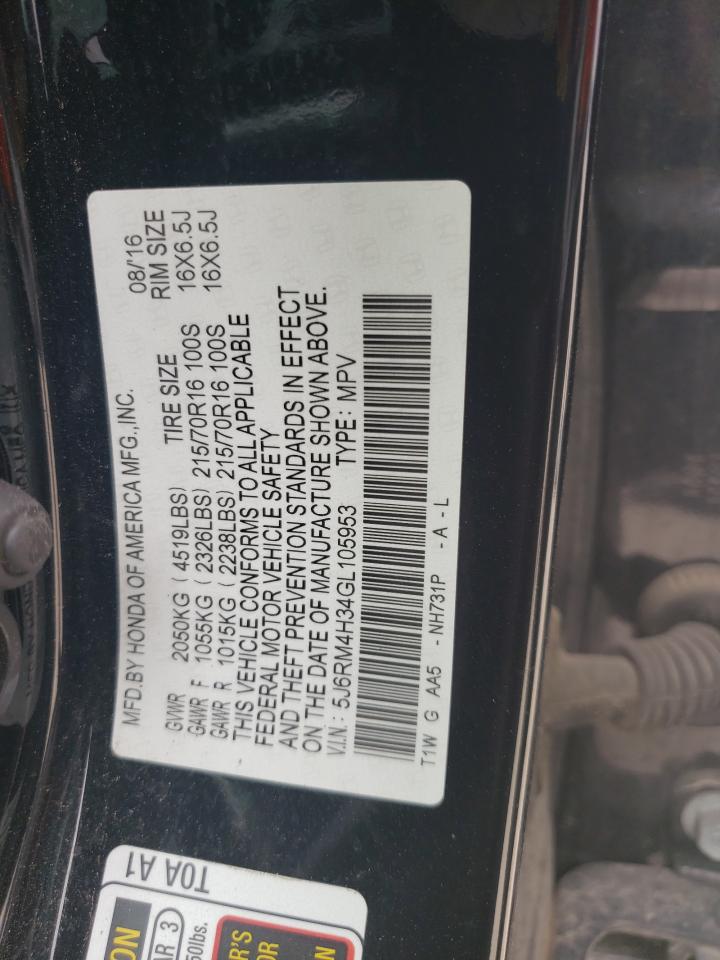 MFD.BY HONDA OF AMERICA MFG.,INC. 08/'16
GVWR 2050KG ( 4519LBS) TIRE SIZE RIM SIZE
GAWR F 1055KG ( 2326LBS) 215/70R16 100S 16X6.5J
GAWR R 1015KG ( 2238LBS) 215/70R16 100S 16X6.5J
THIS VEHICLE CONFORMS TO ALL APPLICABLE
FEDERAL MOTOR VEHICLE SAFETY
AND THEFT PREVENTION STANDARDS IN EFFECT
ON THE DATE OF MANUFACTURE SHOWN ABOVE.
V.I.N.: 5J6RM4H34GL105953 TYPE: MPV
T1W G AA5 - NH731P - A - L
T0A A1